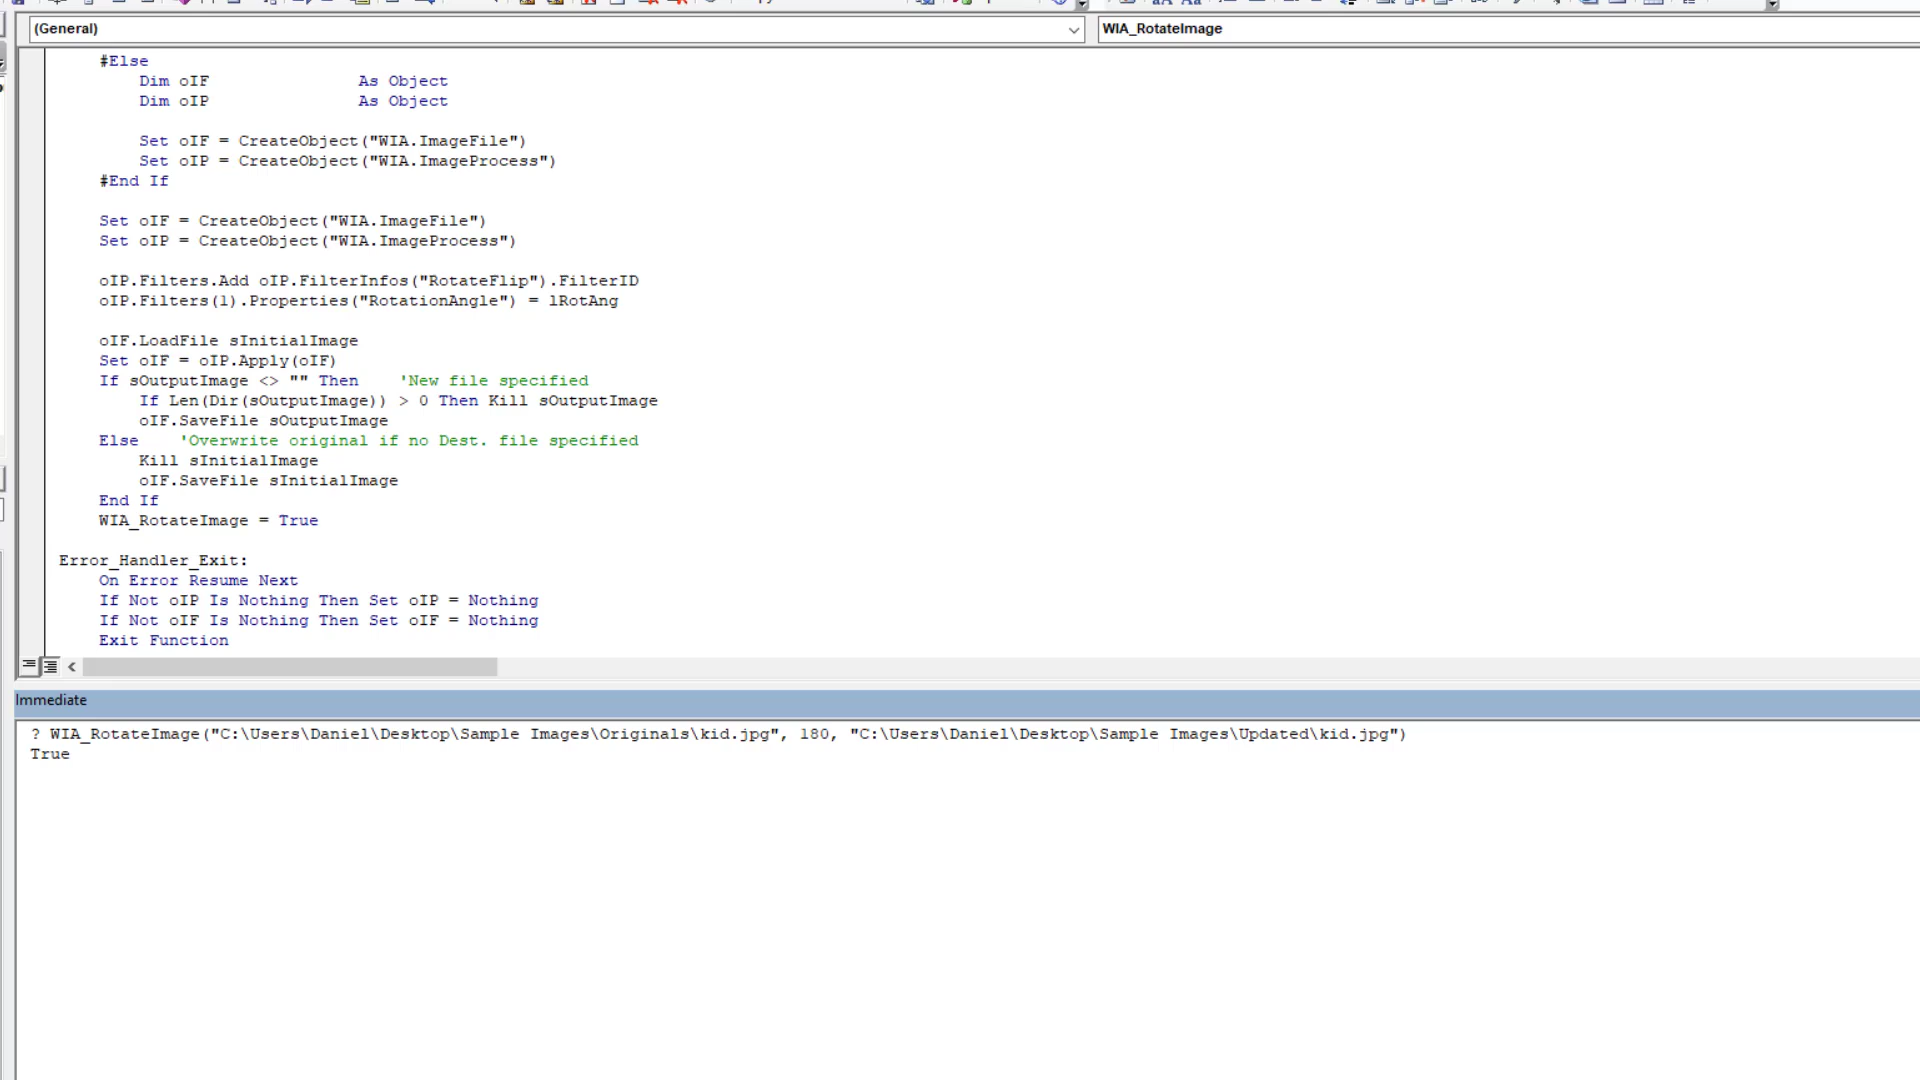 (General)
WIA_RotateImage
#Else
Dim oIF As Object
Dim oIP As Object
Set oIF = CreateObject("WIA.ImageFile")
Set oIP = CreateObject("WIA.ImageProcess")
#End If
Set oIF = CreateObject("WIA.ImageFile")
Set oIP = CreateObject("WIA.ImageProcess")
oIP.Filters.Add oIP.FilterInfos("RotateFlip").FilterID
oIP.Filters(1).Properties("RotationAngle") = lRotAng
oIF.LoadFile sInitialImage
Set oIF = oIP.Apply(oIF)
If sOutputImage <> "" Then 'New file specified
If Len(Dir(sOutputImage)) > 0 Then Kill sOutputImage
oIF.SaveFile sOutputImage
Else 'Overwrite original if no Dest. file specified
Kill sInitialImage
oIF.SaveFile sInitialImage
End If
WIA_RotateImage = True
Error_Handler_Exit:
On Error Resume Next
If Not oIP Is Nothing Then Set oIP = Nothing
If Not oIF Is Nothing Then Set oIF = Nothing
Exit Function
Immediate
? WIA_RotateImage("C:\Users\Daniel\Desktop\Sample Images\Originals\kid.jpg", 180, "C:\Users\Daniel\Desktop\Sample Images\Updated\kid.jpg")
True